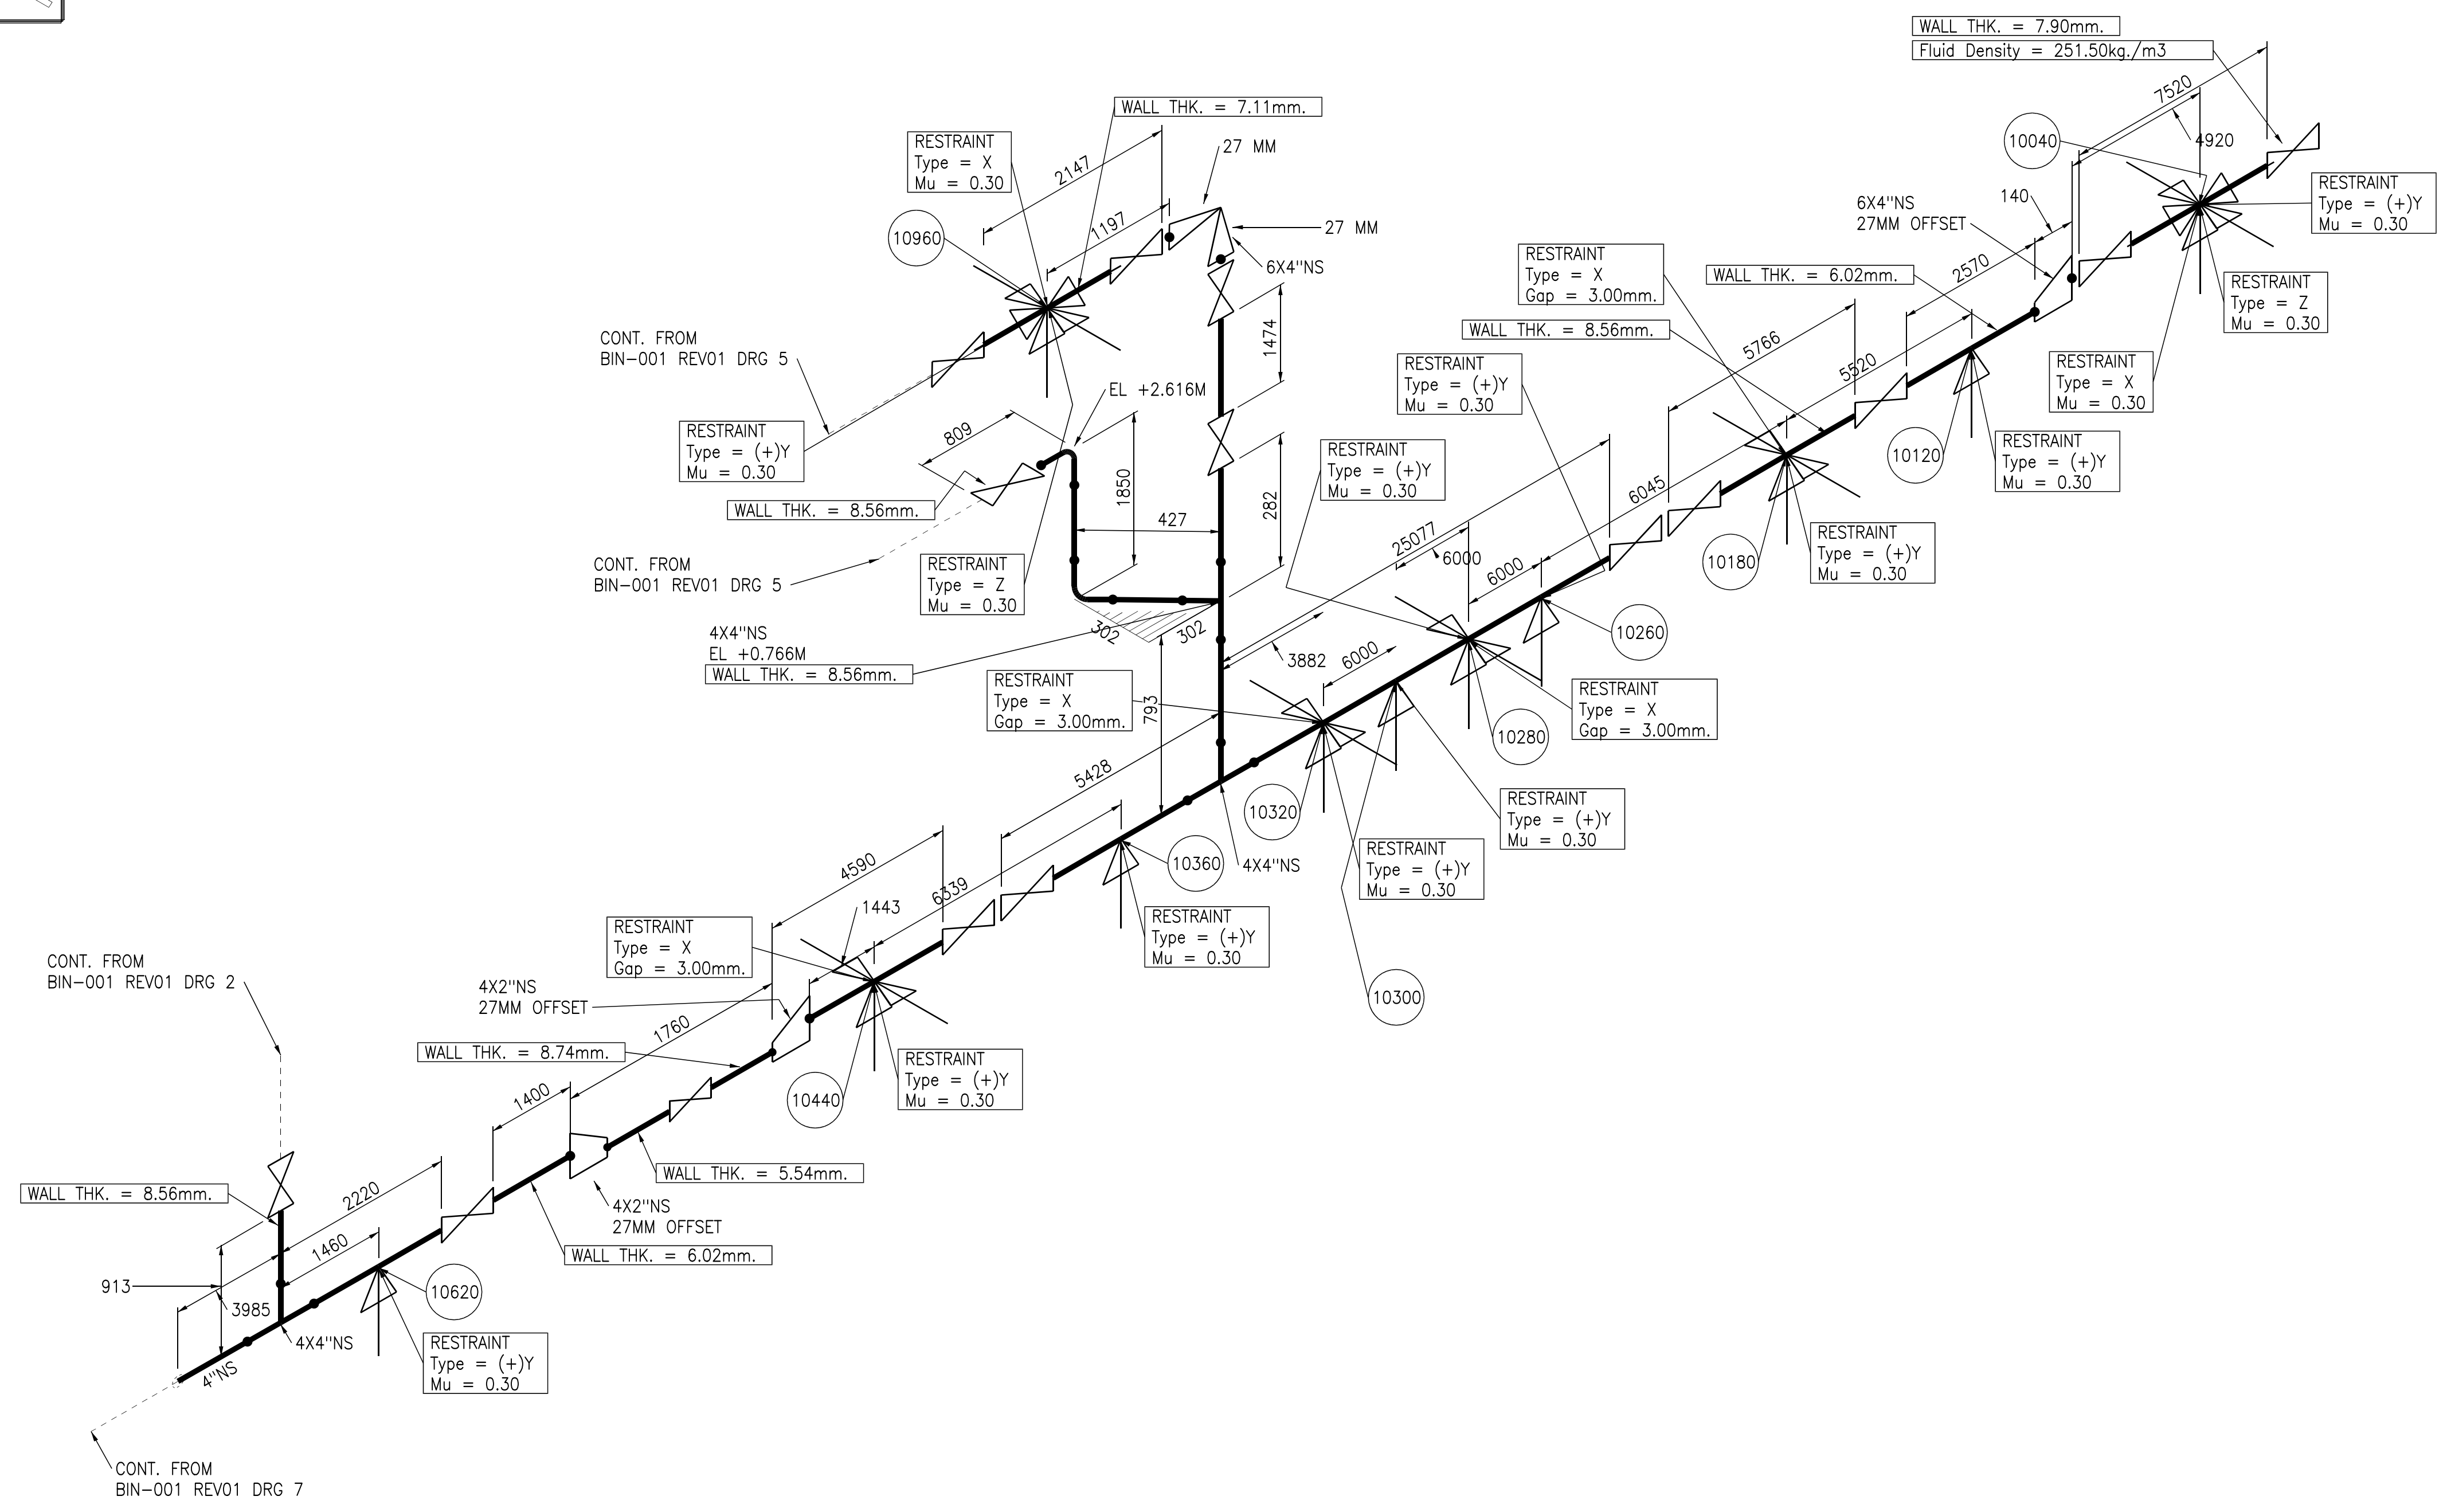 WALL THK. = 7.90mm.
Fluid Density = 251.50kg./m3
7520
4920
10040
RESTRAINT
Type = (+)Y
Mu = 0.30
RESTRAINT
Type = Z
Mu = 0.30
RESTRAINT
Type = X
Mu = 0.30
140
6X4"NS
27MM OFFSET
WALL THK. = 7.11mm.
RESTRAINT
Type = X
Mu = 0.30
2147
27 MM
1197
27 MM
6X4"NS
10960
CONT. FROM
BIN-001 REV01 DRG 5
RESTRAINT
Type = (+)Y
Mu = 0.30
EL +2.616M
809
WALL THK. = 8.56mm.
1474
1850
427
282
CONT. FROM
BIN-001 REV01 DRG 5
RESTRAINT
Type = Z
Mu = 0.30
302
302
4X4"NS
EL +0.766M
WALL THK. = 8.56mm.
793
RESTRAINT
Type = X
Gap = 3.00mm.
RESTRAINT
Type = X
Gap = 3.00mm.
WALL THK. = 6.02mm.
2570
WALL THK. = 8.56mm.
5766
5520
RESTRAINT
Type = (+)Y
Mu = 0.30
10120
RESTRAINT
Type = (+)Y
Mu = 0.30
RESTRAINT
Type = (+)Y
Mu = 0.30
6045
10180
RESTRAINT
Type = (+)Y
Mu = 0.30
25077
6000
6000
10260
3882
6000
RESTRAINT
Type = X
Gap = 3.00mm.
10280
RESTRAINT
Type = (+)Y
Mu = 0.30
10320
RESTRAINT
Type = (+)Y
Mu = 0.30
10300
4X4"NS
5428
10360
RESTRAINT
Type = (+)Y
Mu = 0.30
4590
6339
1443
RESTRAINT
Type = X
Gap = 3.00mm.
4X2"NS
27MM OFFSET
1760
WALL THK. = 8.74mm.
10440
RESTRAINT
Type = (+)Y
Mu = 0.30
1400
WALL THK. = 5.54mm.
4X2"NS
27MM OFFSET
WALL THK. = 6.02mm.
CONT. FROM
BIN-001 REV01 DRG 2
WALL THK. = 8.56mm.
2220
1460
913
3985
10620
4X4"NS
RESTRAINT
Type = (+)Y
Mu = 0.30
4"NS
CONT. FROM
BIN-001 REV01 DRG 7